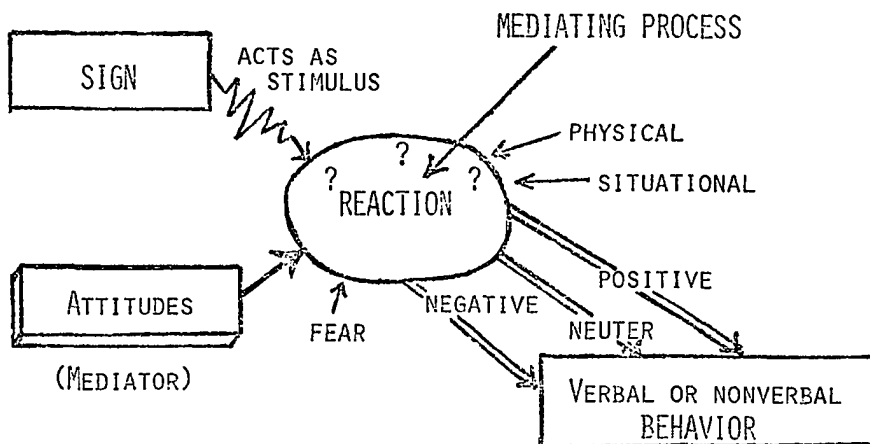 MEDIATING PROCESS
SIGN
ACTS AS
STIMULUS
PHYSICAL
? ? ?
SITUATIONAL
REACTION
ATTITUDES
(MEDIATOR)
FEAR
NEGATIVE
NEUTER
POSITIVE
VERBAL OR NONVERBAL
BEHAVIOR